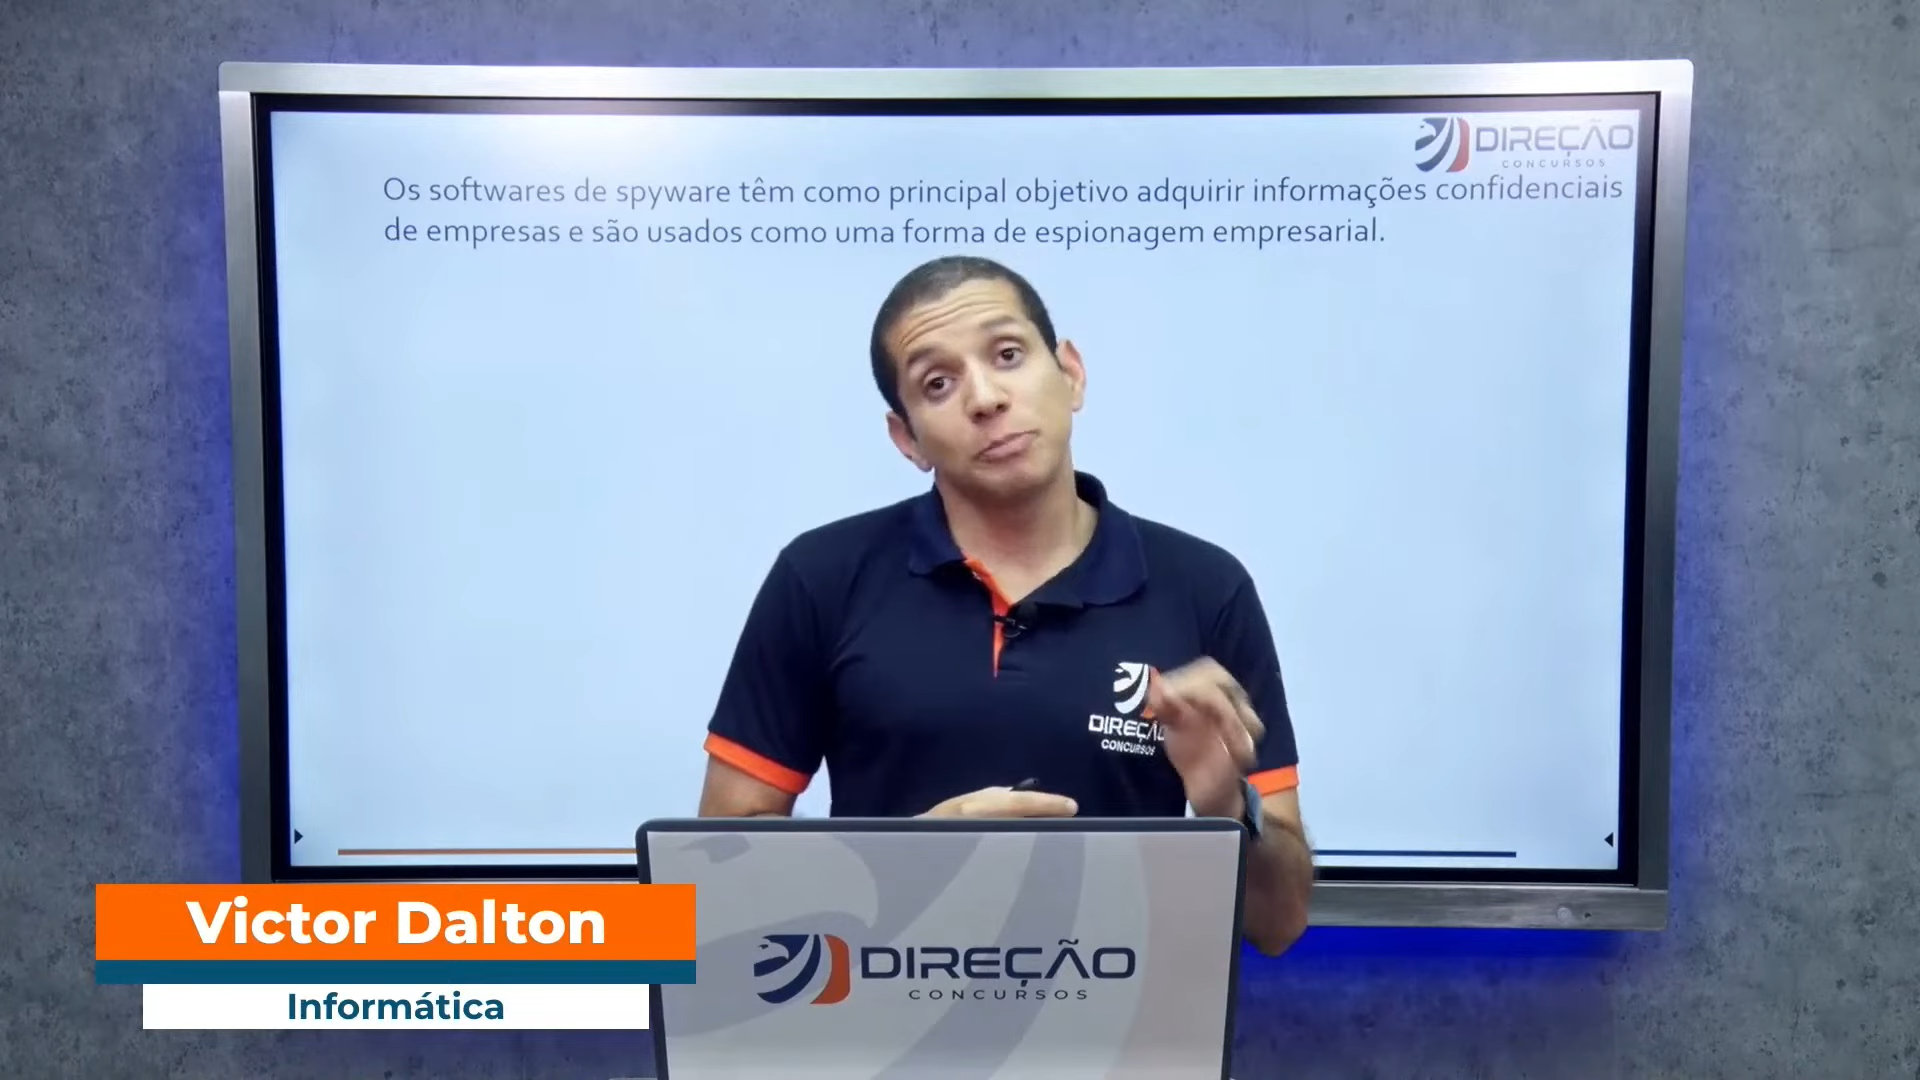 DIREÇÃO
CONCURSOS
Os softwares de spyware têm como principal objetivo adquirir informações confidenciais
de empresas e são usados como uma forma de espionagem empresarial.
DIREÇÃO
CONCURSOS
Victor Dalton
Informática
DIREÇÃO
CONCURSOS